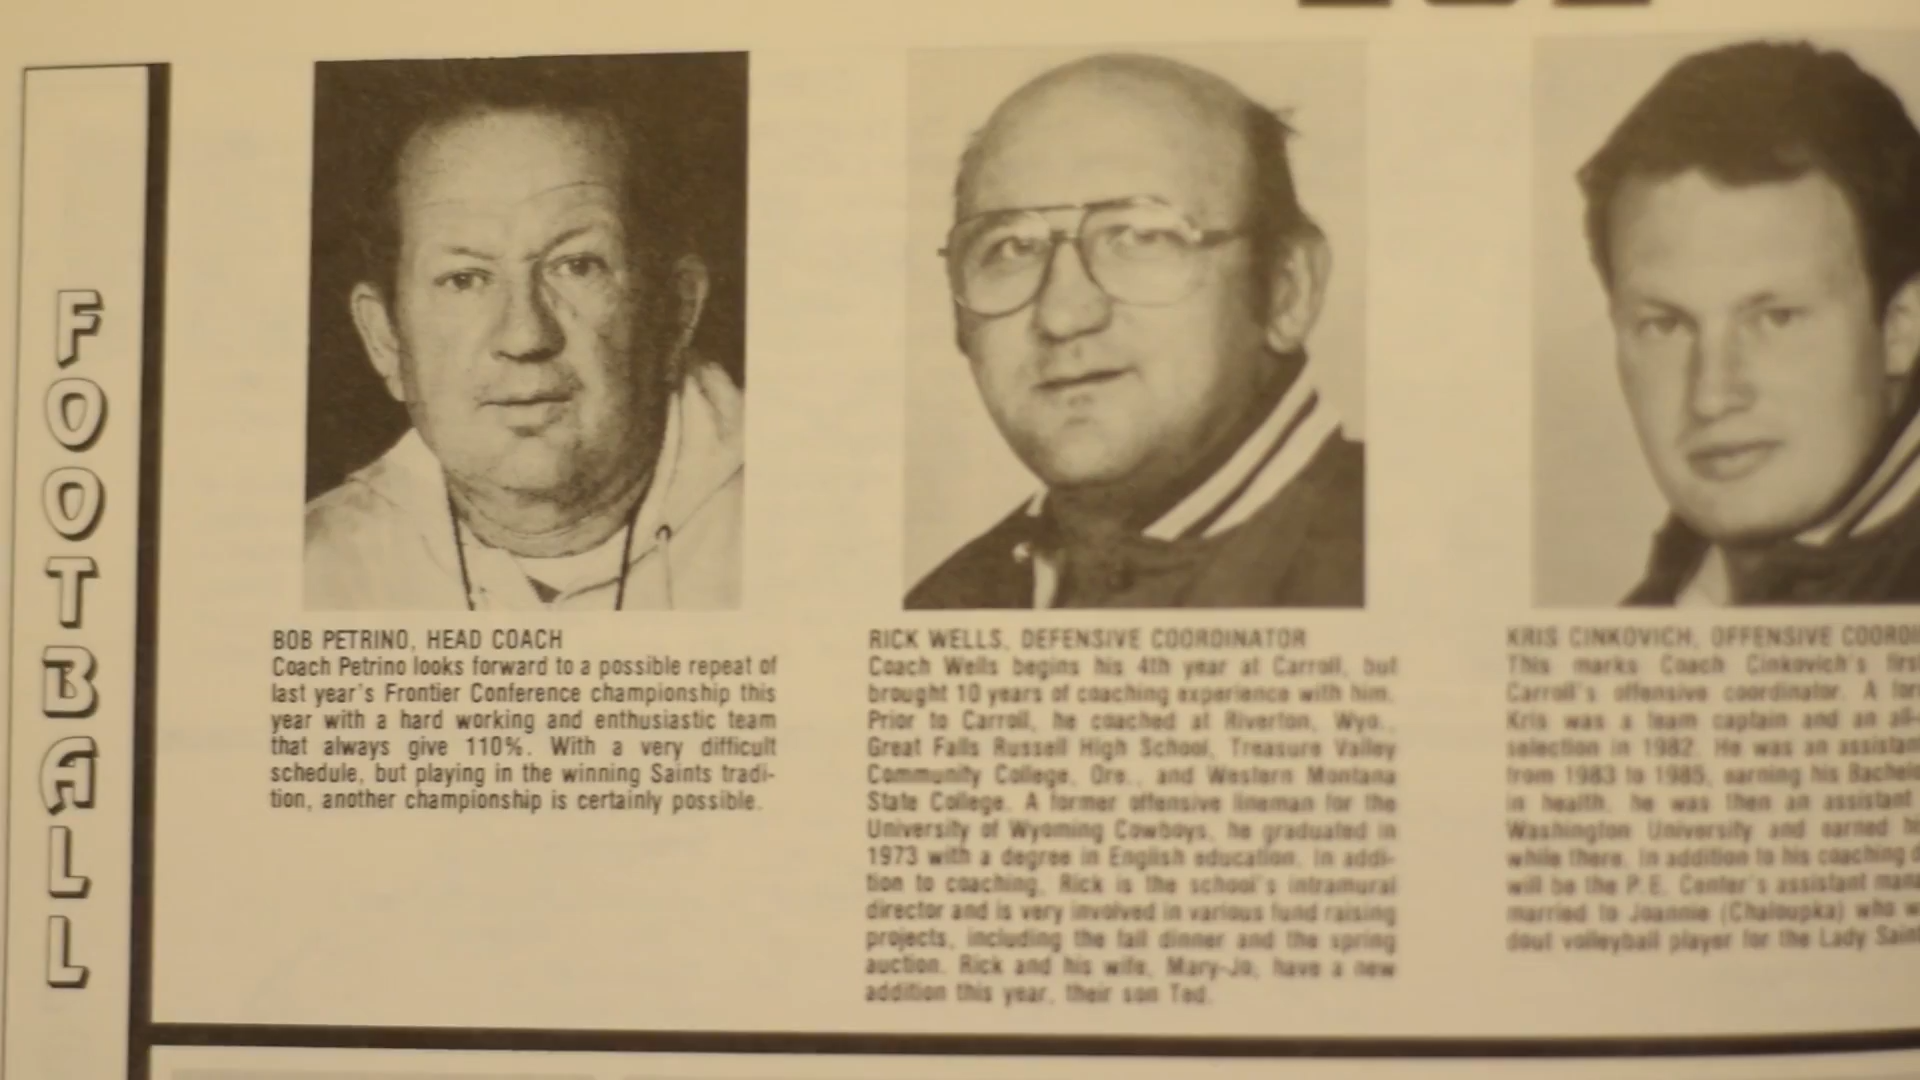 FOOTBALL
BOB PETRINO, HEAD COACH
Coach Petrino looks forward to a possible repeat of
last year's Frontier Conference championship this
year with a hard working and enthusiastic team
that always give 110%. With a very difficult
schedule, but playing in the winning Saints tradi-
tion, another championship is certainly possible.
RICK WELLS, DEFENSIVE COORDINATOR
Coach Wells begins his 4th year at Carroll, but
brought 10 years of coaching experience with him.
Prior to Carroll, he coached at Riverton, Wyo.,
Great Falls Russell High School, Treasure Valley
Community College, Ore., and Western Montana
State College. A former offensive lineman for the
University of Wyoming Cowboys, he graduated in
1973 with a degree in English education. In addi-
tion to coaching, Rick is the school's intramural
director and is very involved in various fund raising
projects, including the fall dinner and the spring
auction. Rick and his wife, Mary-Jo, have a new
addition this year, their son Ted.
KRIS CINKOVICH, OFFENSIVE COORDI
This marks Coach Cinkovich's firs
Carroll's offensive coordinator. A for
Kris was a team captain and an all-
selection in 1982. He was an assistan
from 1983 to 1985, earning his Bachelo
in health, he was then an assistant
Washington University and earned hi
while there. In addition to his coaching d
will be the P.E. Center's assistant mana
married to Joannie (Chaloupka) who w
dout volleyball player for the Lady Saint